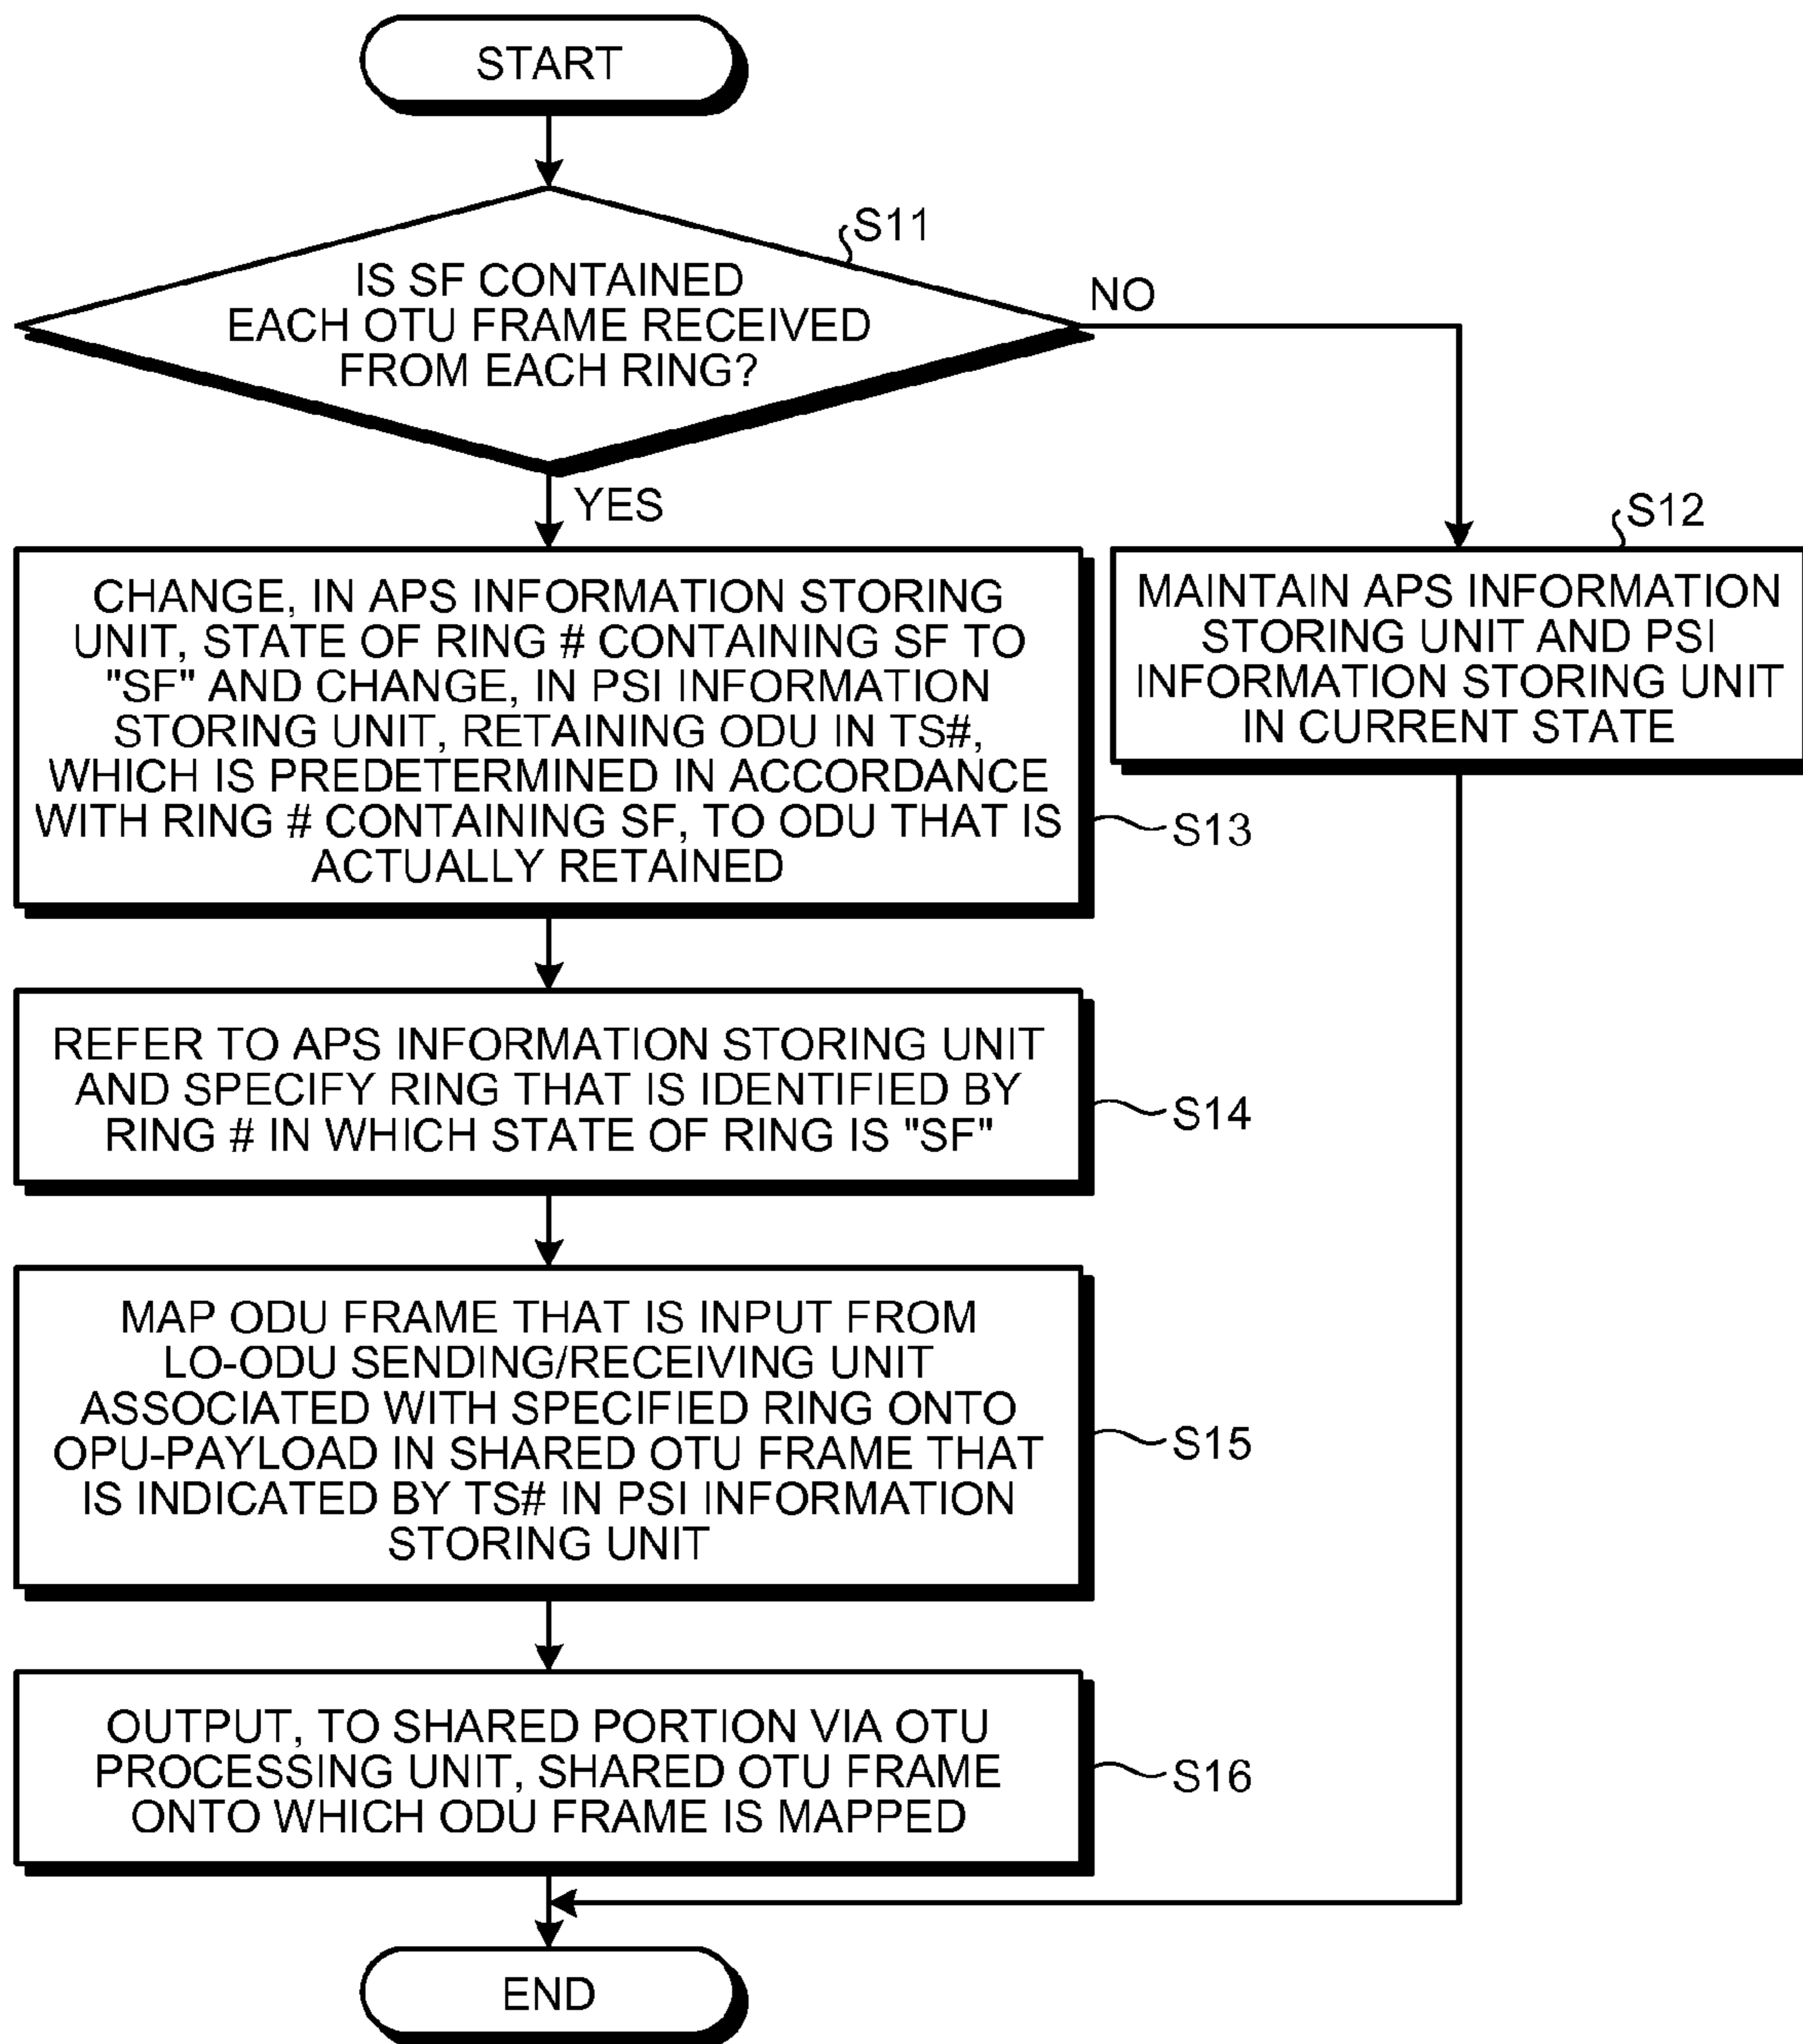 START
S11
IS SF CONTAINED
EACH OTU FRAME RECEIVED
FROM EACH RING?
NO
YES
S12
MAINTAIN APS INFORMATION
STORING UNIT AND PSI
INFORMATION STORING UNIT
IN CURRENT STATE
CHANGE, IN APS INFORMATION STORING
UNIT, STATE OF RING # CONTAINING SF TO
"SF" AND CHANGE, IN PSI INFORMATION
STORING UNIT, RETAINING ODU IN TS#,
WHICH IS PREDETERMINED IN ACCORDANCE
WITH RING # CONTAINING SF, TO ODU THAT IS
ACTUALLY RETAINED
S13
REFER TO APS INFORMATION STORING UNIT
AND SPECIFY RING THAT IS IDENTIFIED BY
RING # IN WHICH STATE OF RING IS "SF"
S14
MAP ODU FRAME THAT IS INPUT FROM
LO-ODU SENDING/RECEIVING UNIT
ASSOCIATED WITH SPECIFIED RING ONTO
OPU-PAYLOAD IN SHARED OTU FRAME THAT
IS INDICATED BY TS# IN PSI INFORMATION
STORING UNIT
S15
OUTPUT, TO SHARED PORTION VIA OTU
PROCESSING UNIT, SHARED OTU FRAME
ONTO WHICH ODU FRAME IS MAPPED
S16
END